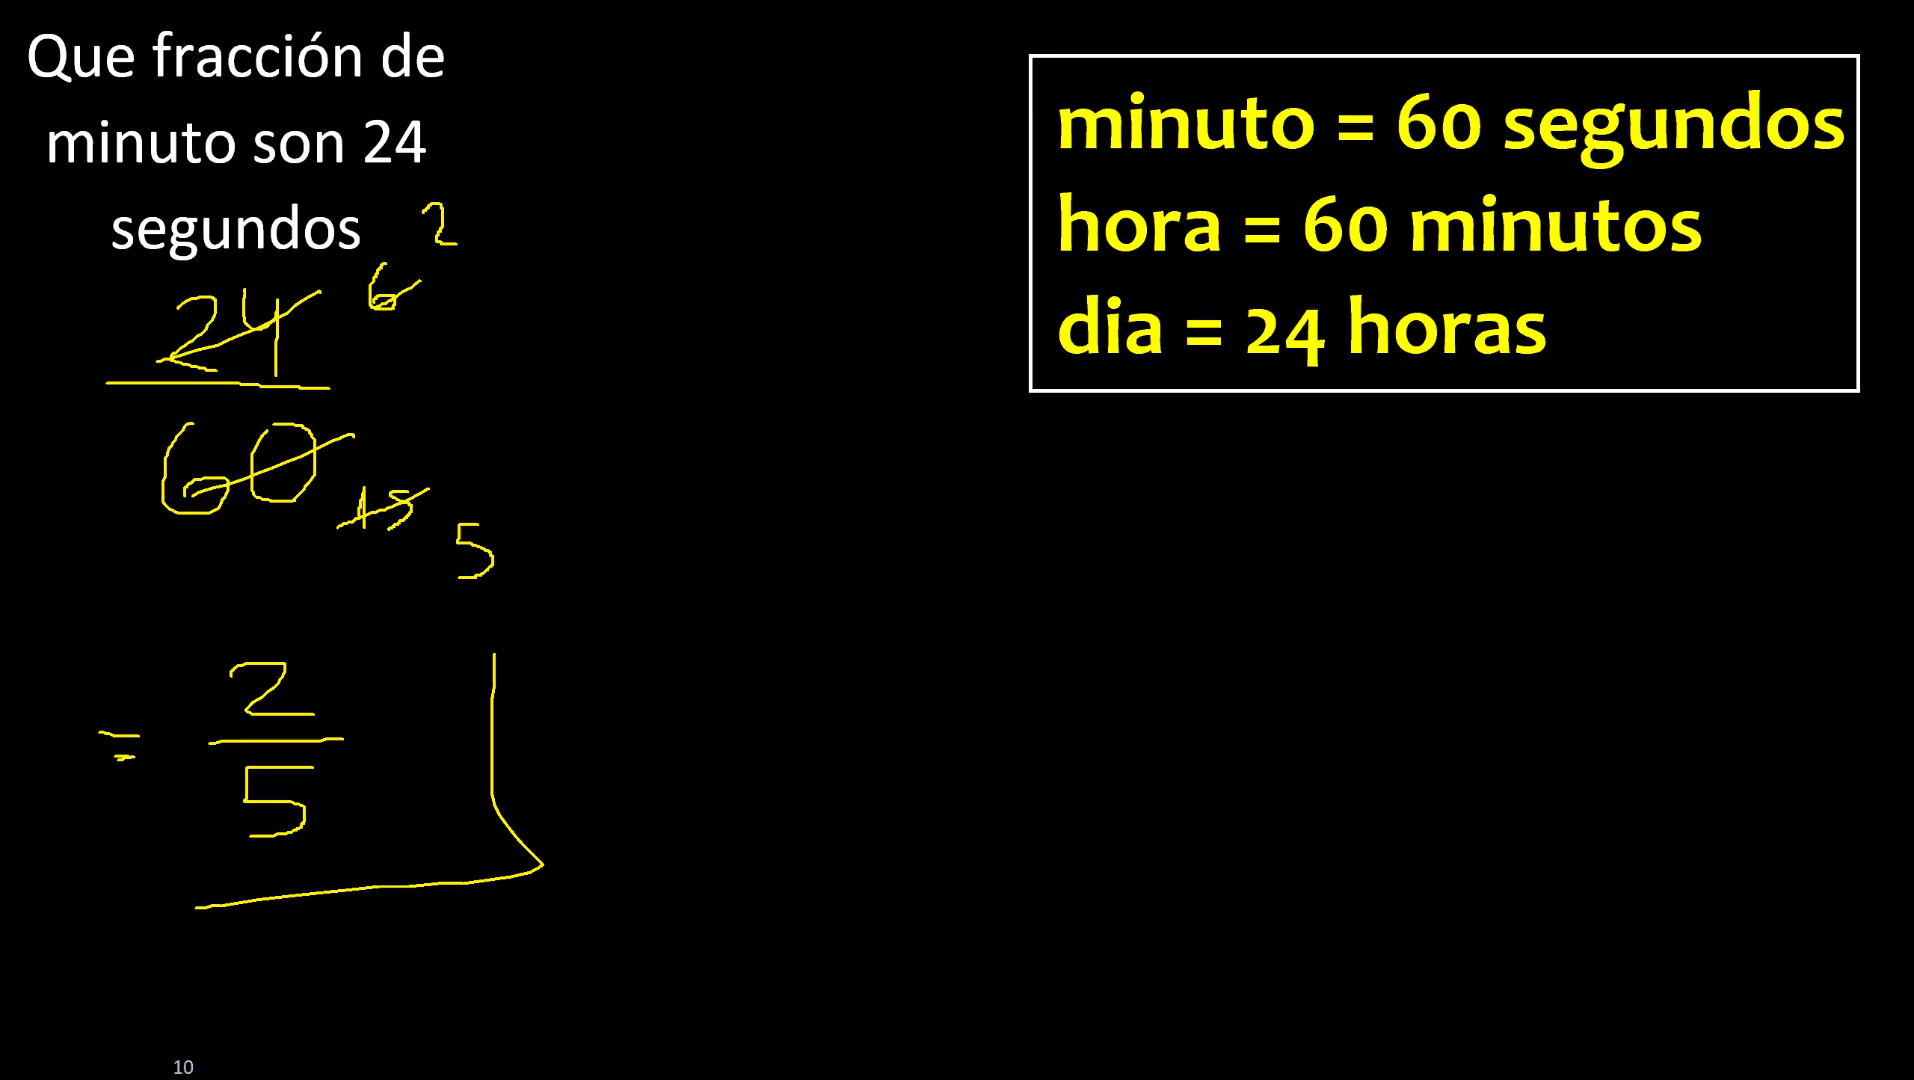 Que fracción de
minuto son 24
segundos
2
6
24
60
15
5
= 2
5
minuto = 60 segundos
hora = 60 minutos
dia = 24 horas
10